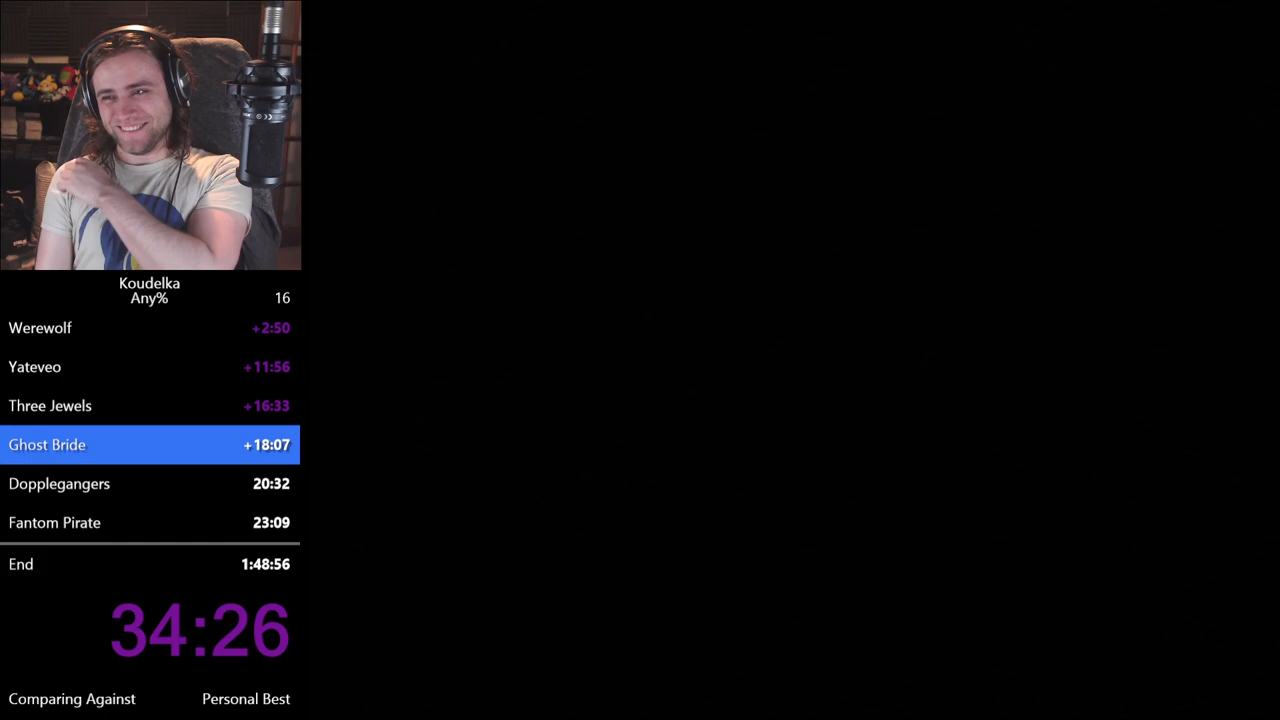 Koudelka
Any% 16
Werewolf +2:50
Yateveo +11:56
Three Jewels +16:33
Ghost Bride +18:07
Dopplegangers 20:32
Fantom Pirate 23:09
End 1:48:56
34:26
Comparing Against Personal Best